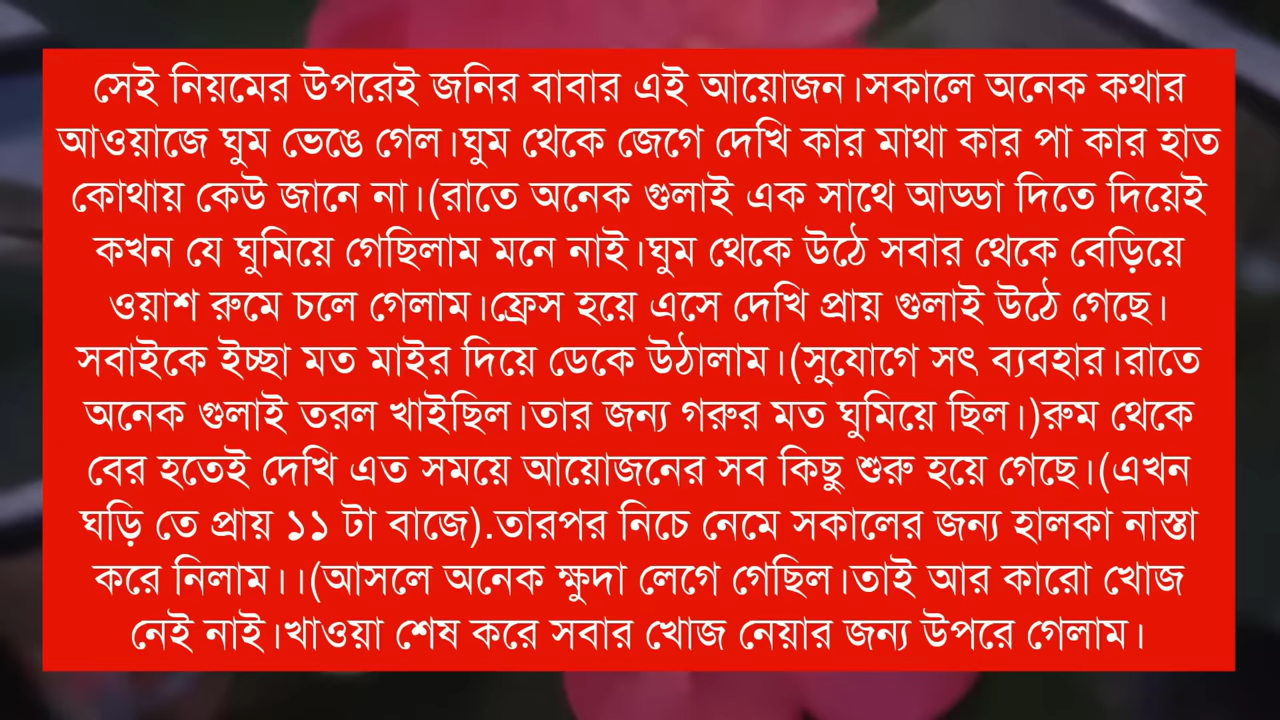 সেই নিয়মের উপরেই জনির বাবার এই আয়োজন।সকালে অনেক কথার
আওয়াজে ঘুম ভেঙে গেল।ঘুম থেকে জেগে দেখি কার মাথা কার পা কার হাত
কোথায় কেউ জানে না।(রাতে অনেক গুলাই এক সাথে আড্ডা দিতে দিয়েই
কখন যে ঘুমিয়ে গেছিলাম মনে নাই।ঘুম থেকে উঠে সবার থেকে বেড়িয়ে
ওয়াশ রুমে চলে গেলাম।ফ্রেস হয়ে এসে দেখি প্রায় গুলাই উঠে গেছে।
সবাইকে ইচ্ছা মত মাইর দিয়ে ডেকে উঠালাম।(সুযোগে সৎ ব্যবহার।রাতে
অনেক গুলাই তরল খাইছিল।তার জন্য গরুর মত ঘুমিয়ে ছিল।)রুম থেকে
বের হতেই দেখি এত সময়ে আয়োজনের সব কিছু শুরু হয়ে গেছে।(এখন
ঘড়ি তে প্রায় ১১ টা বাজে).তারপর নিচে নেমে সকালের জন্য হালকা নাস্তা
করে নিলাম।।(আসলে অনেক ক্ষুদা লেগে গেছিল।তাই আর কারো খোজ
নেই নাই।খাওয়া শেষ করে সবার খোজ নেয়ার জন্য উপরে গেলাম।